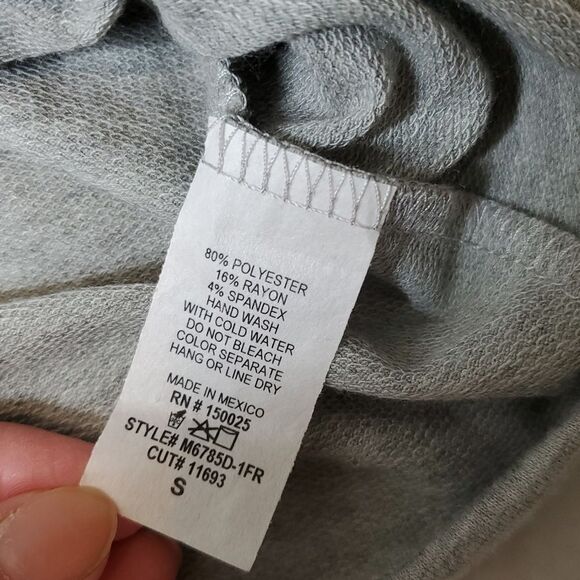 80% POLYESTER
16% RAYON
4% SPANDEX
HAND WASH
WITH COLD WATER
DO NOT BLEACH
COLOR SEPARATE
HANG OR LINE DRY
MADE IN MEXICO
RN # 150025
STYLE# M6785D-1FR
CUT# 11693
S